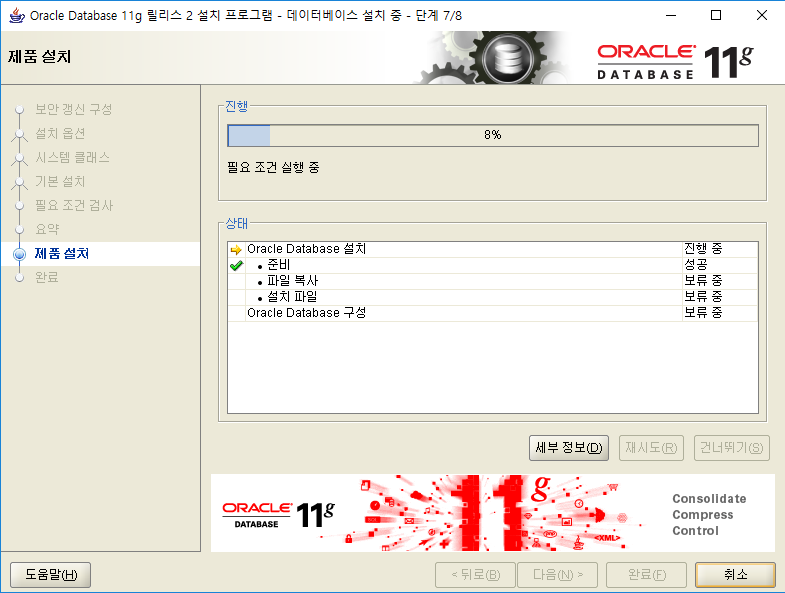 Oracle Database 11g 릴리스 2 설치 프로그램 - 데이터베이스 설치 중 - 단계 7/8
제품 설치
ORACLE DATABASE 11g
보안 갱신 구성
설치 옵션
시스템 클래스
기본 설치
필요 조건 검사
요약
제품 설치
완료
진행
8%
필요 조건 실행 중
상태
Oracle Database 설치 진행 중
• 준비 성공
• 파일 복사 보류 중
• 설치 파일 보류 중
Oracle Database 구성 보류 중
세부 정보(D) 재시도(R) 건너뛰기(S)
ORACLE DATABASE 11g
11g
<XML>
Consolidate
Compress
Control
도움말(H) < 뒤로(B) 다음(N) > 완료(F) 취소